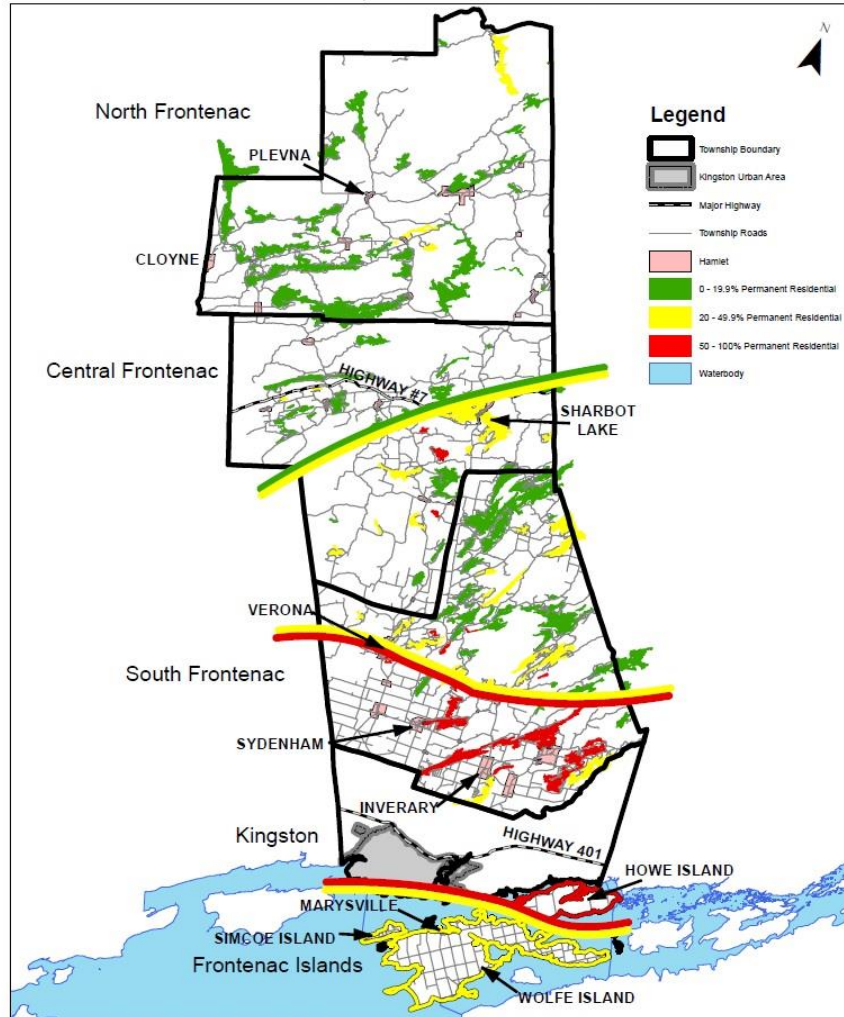 N
North Frontenac
PLEVNA
CLOYNE
Central Frontenac
HIGHWAY #7
SHARBOT
LAKE
VERONA
South Frontenac
SYDENHAM
INVERARY
Kingston
HIGHWAY 401
HOWE ISLAND
MARYSVILLE
SIMCOE ISLAND
Frontenac Islands
WOLFE ISLAND
Legend
Township Boundary
Kingston Urban Area
Major Highway
Township Roads
Hamlet
0 - 19.9% Permanent Residential
20 - 49.9% Permanent Residential
50 - 100% Permanent Residential
Waterbody